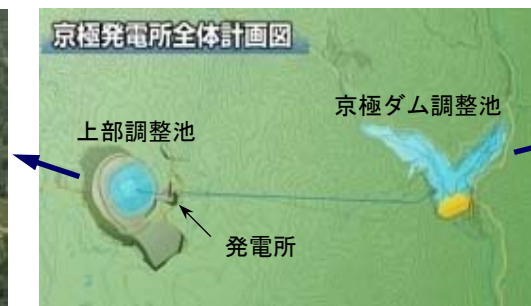 京極発電所全体計画図
京極ダム調整池
上部調整池
発電所